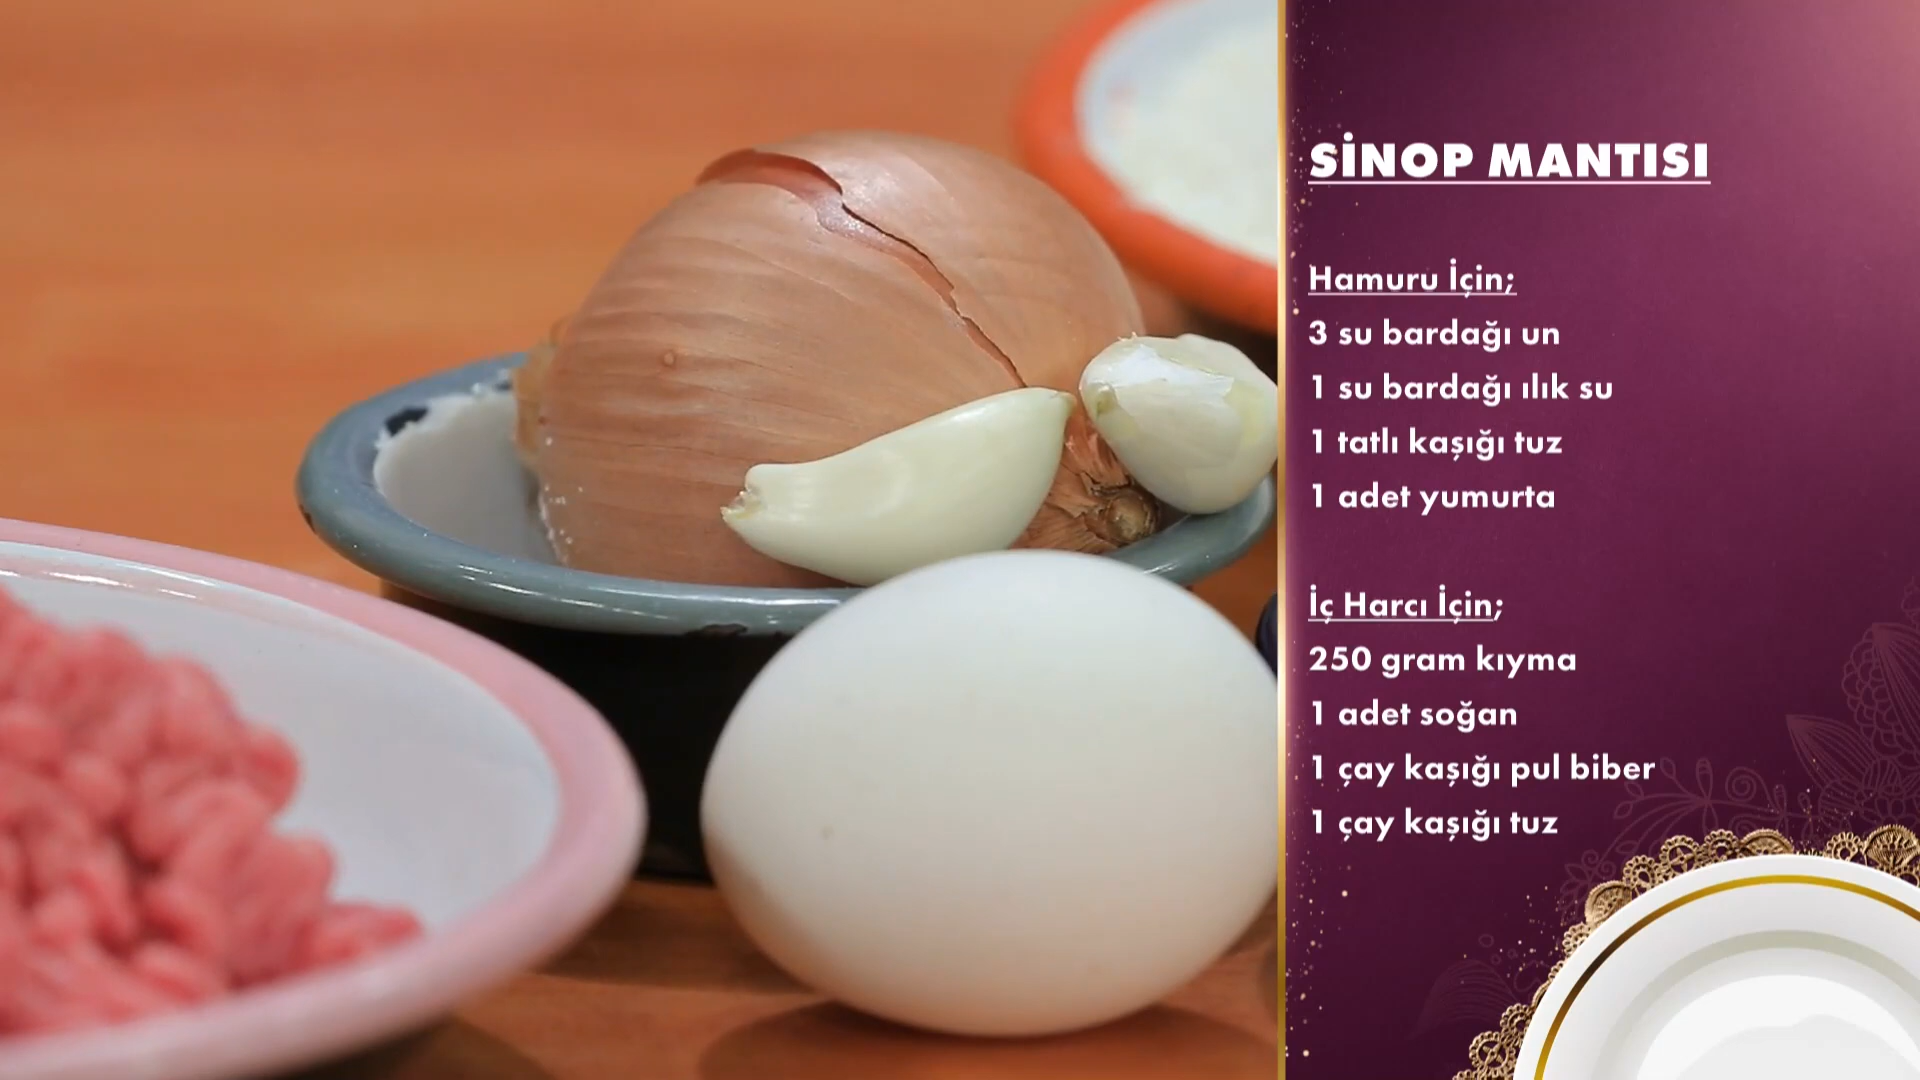 SİNOP MANTISI
Hamuru İçin;
3 su bardağı un
1 su bardağı ılık su
1 tatlı kaşığı tuz
1 adet yumurta
İç Harcı İçin;
250 gram kıyma
1 adet soğan
1 çay kaşığı pul biber
1 çay kaşığı tuz